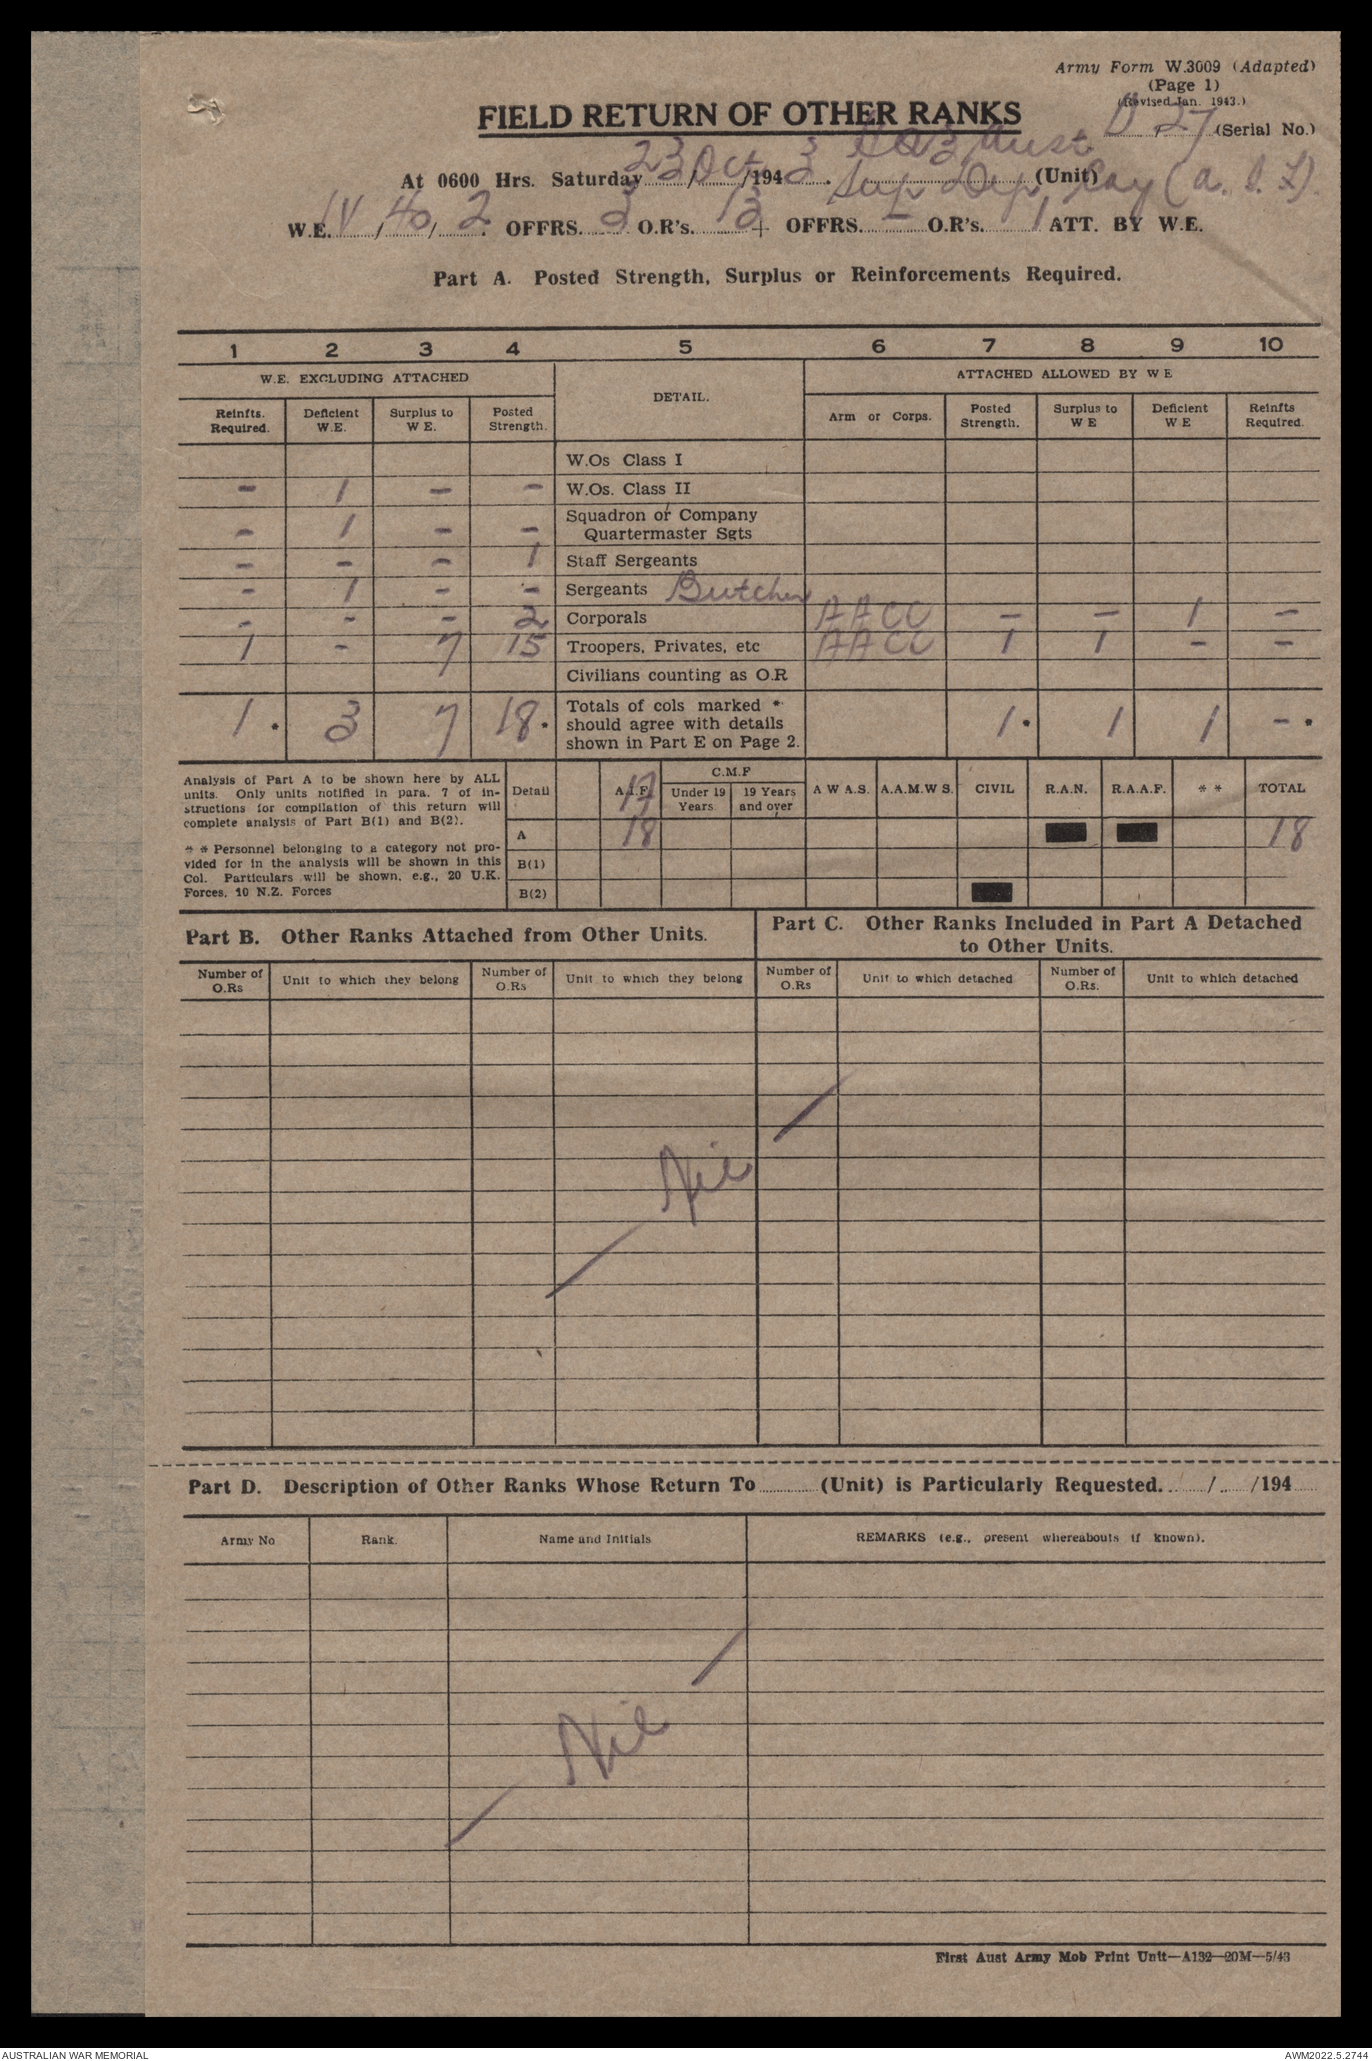 Army Form W.3009 (Adapted)
(Page 1)
(Revised Jan. 1943.)
FIELD RETURN OF OTHER RANKS
D 27 (Serial No.)
At 0600 Hrs. Saturday 23/Oct/1943. HQ 3 Aust Sup Dep Coy (A.I.F). (Unit)
W.E. IV/40/2. OFFRS. 3 O.R's. 13 + OFFRS. - O.R's. 1 ATT. BY W.E.
Part A. Posted Strength, Surplus or Reinforcements Required.
1 2 3 4 5 6 7 8 9 10
W.E. EXCLUDING ATTACHED DETAIL. ATTACHED ALLOWED BY W E
Reinfts. Required. Deficient W.E. Surplus to W E. Posted Strength. Arm or Corps. Posted Strength. Surplus to W E Deficient W E Reinfts Required.
W.Os Class I
- 1 - - W.Os. Class II
- 1 - - Squadron or Company Quartermaster Sgts
- - - 1 Staff Sergeants
- 1 - - Sergeants Butcher
- - - 2 Corporals AACC - - 1 -
1 - 7 15 Troopers, Privates, etc AACC 1 1 - -
Civilians counting as O.R
1 * 3 7 18 * Totals of cols marked * should agree with details shown in Part E on Page 2. 1 * 1 1 - *
Analysis of Part A to be shown here by ALL
units. Only units notified in para. 7 of in-
structions for compilation of this return will
complete analysis of Part B(1) and B(2).
* * Personnel belonging to a category not pro-
vided for in the analysis will be shown in this
Col. Particulars will be shown, e.g., 20 U.K.
Forces, 10 N.Z. Forces
Detail A.I.F. 17 C.M.F Under 19 Years 19 Years and over A W A.S. A.A.M.W S. CIVIL R.A.N. R.A.A.F. * * TOTAL
A 18 18
B(1)
B(2)
Part B. Other Ranks Attached from Other Units.
Part C. Other Ranks Included in Part A Detached
to Other Units.
Number of O.Rs Unit to which they belong Number of O.Rs Unit to which they belong Number of O.Rs Unit to which detached Number of O.Rs. Unit to which detached
Nil
Part D. Description of Other Ranks Whose Return To (Unit) is Particularly Requested. / /194
Army No Rank. Name and Initials REMARKS (e.g., present whereabouts if known).
Nil
First Aust Army Mob Print Unit—A132—20M—5/43
AUSTRALIAN WAR MEMORIAL AWM2022.5.2744